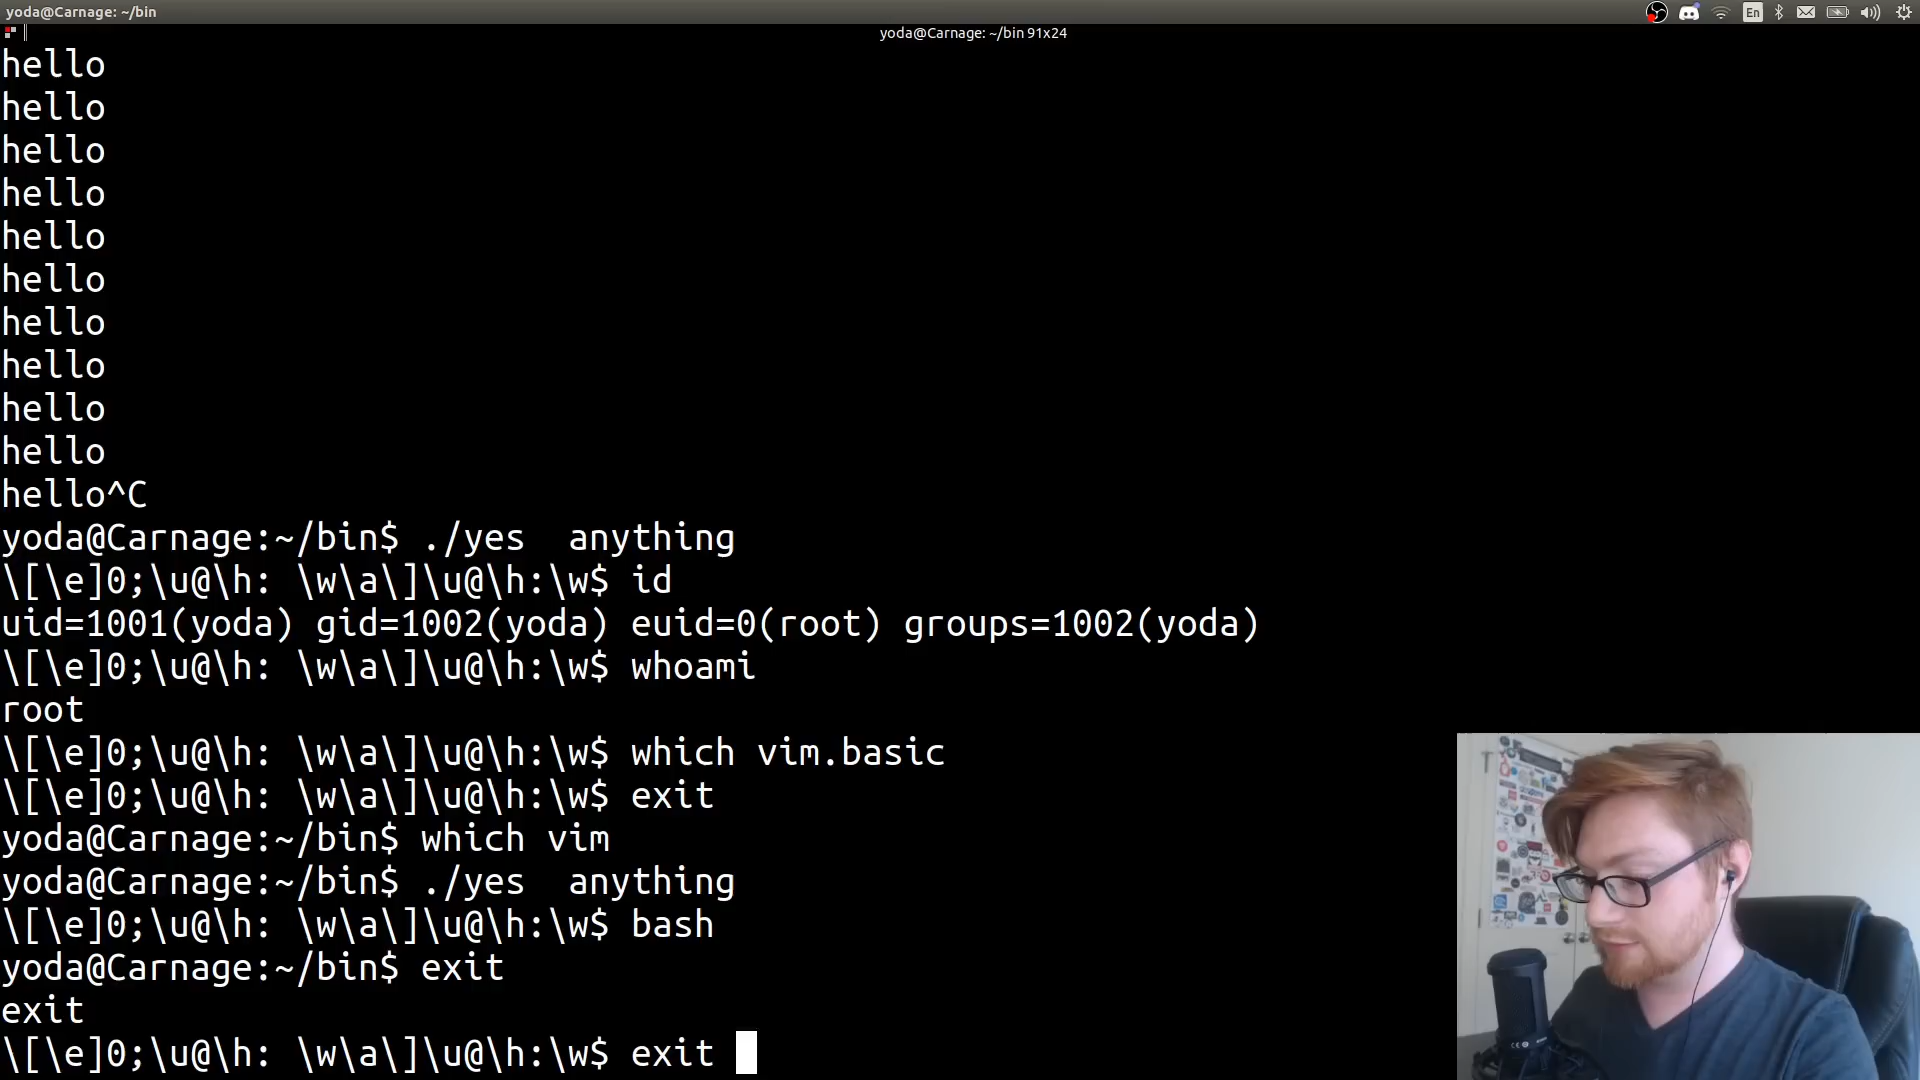 yoda@Carnage: ~/bin
En
yoda@Carnage: ~/bin 91x24
hello
hello
hello
hello
hello
hello
hello
hello
hello
hello
hello^C
yoda@Carnage:~/bin$ ./yes  anything
\[\e]0;\u@\h: \w\a\]\u@\h:\w$ id
uid=1001(yoda) gid=1002(yoda) euid=0(root) groups=1002(yoda)
\[\e]0;\u@\h: \w\a\]\u@\h:\w$ whoami
root
\[\e]0;\u@\h: \w\a\]\u@\h:\w$ which vim.basic
\[\e]0;\u@\h: \w\a\]\u@\h:\w$ exit
yoda@Carnage:~/bin$ which vim
yoda@Carnage:~/bin$ ./yes  anything
\[\e]0;\u@\h: \w\a\]\u@\h:\w$ bash
yoda@Carnage:~/bin$ exit
exit
\[\e]0;\u@\h: \w\a\]\u@\h:\w$ exit